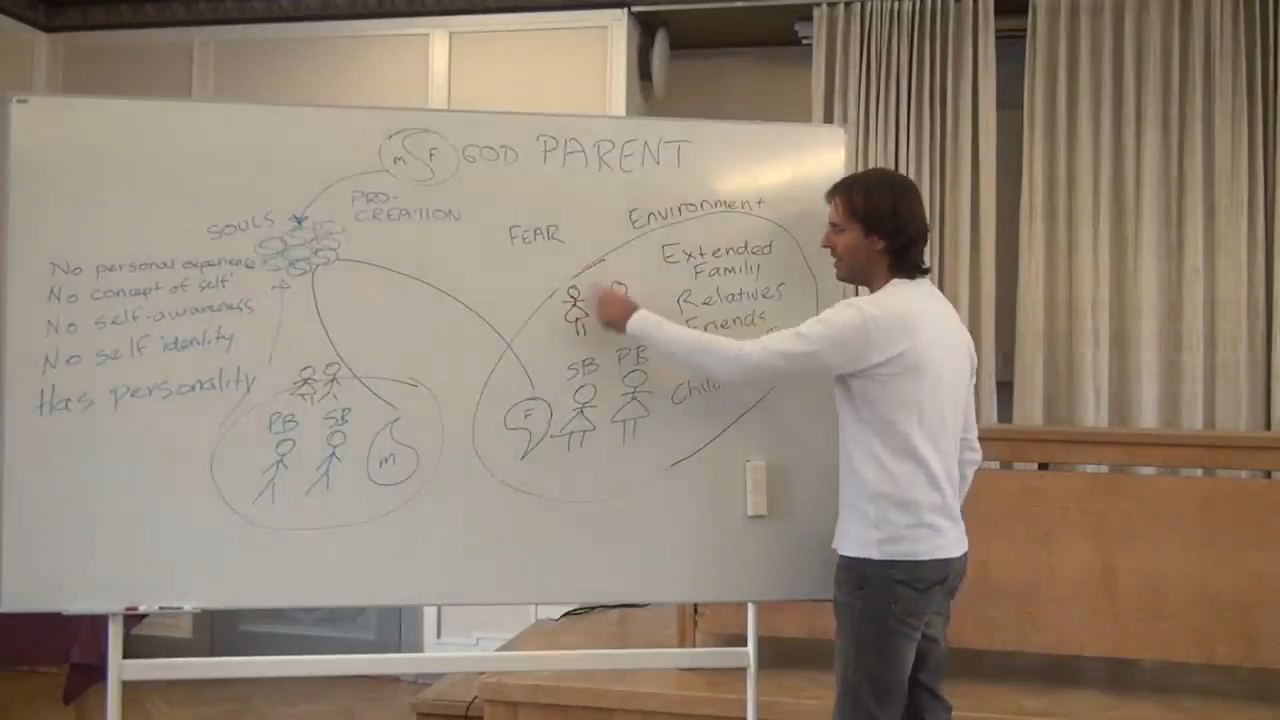 m F GOD PARENT
PRO-
CREATION
SOULS
No personal experience
No concept of 'self'
No self-awareness
No self identity
Has personality
PB SB
m
FEAR
Environment
Extended
Family
Relatives
Friends
SB PB
F